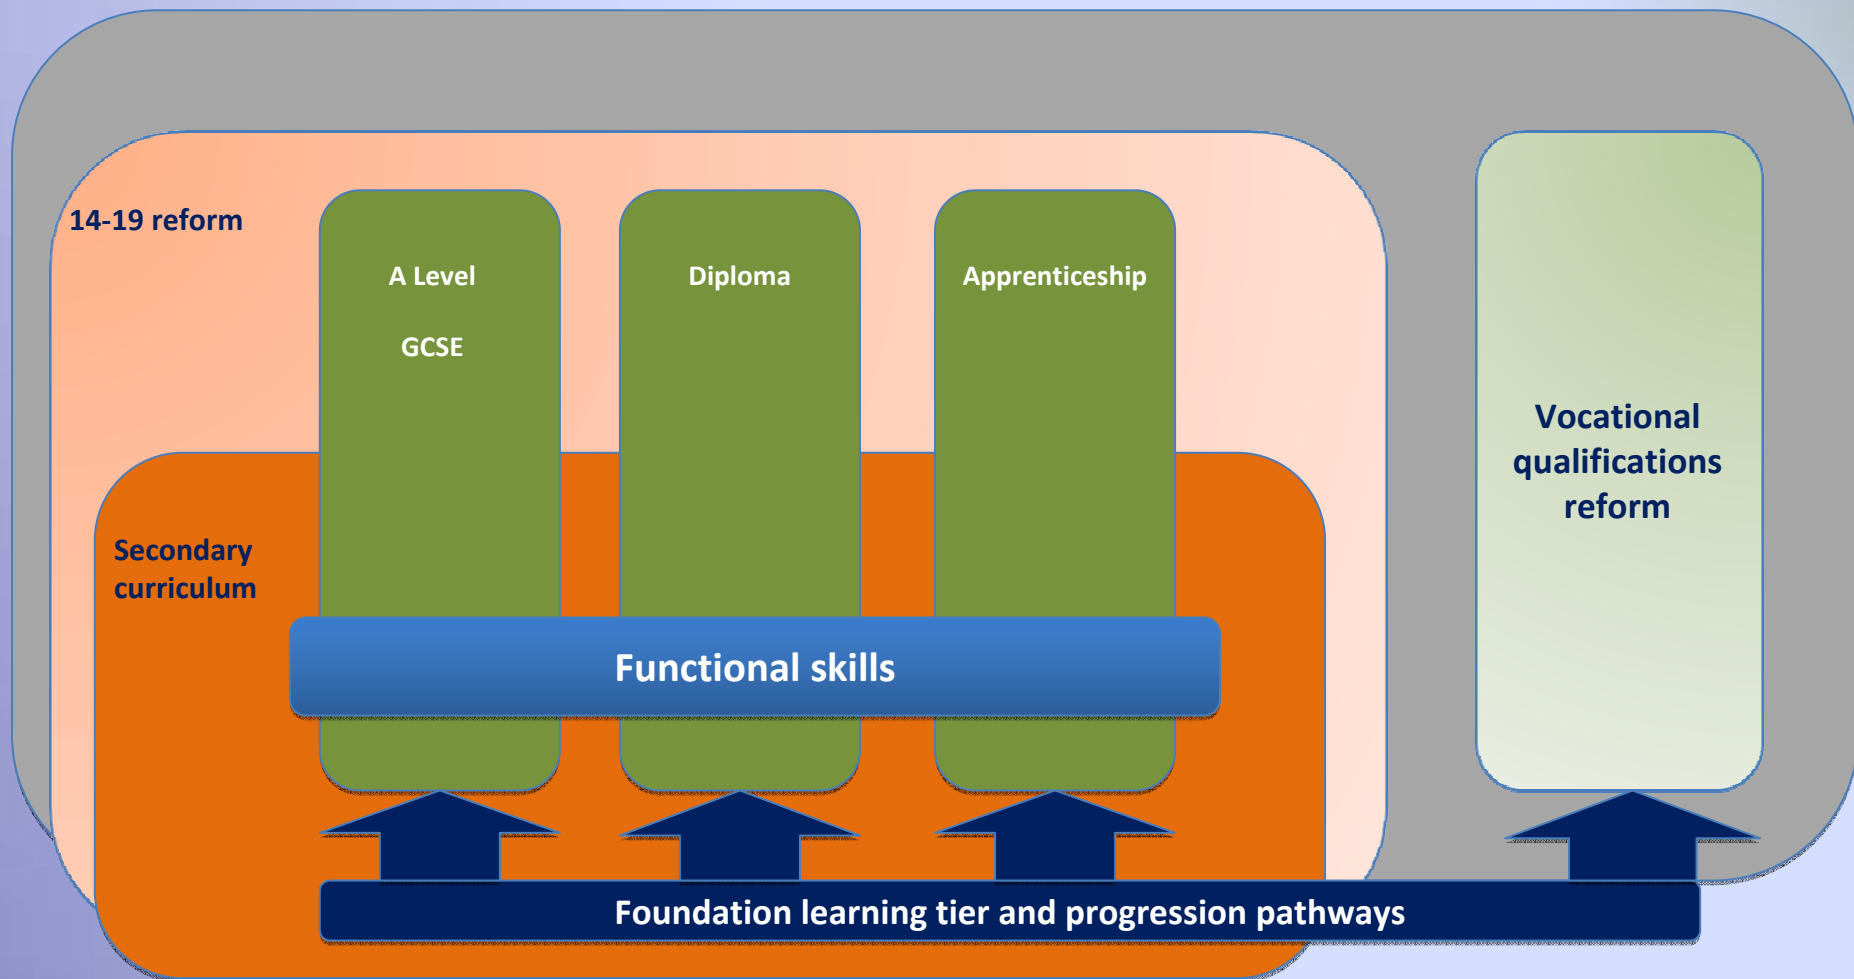 14-19 reform
A Level
GCSE
Diploma
Apprenticeship
Vocational
qualifications
reform
Secondary
curriculum
Functional skills
Foundation learning tier and progression pathways